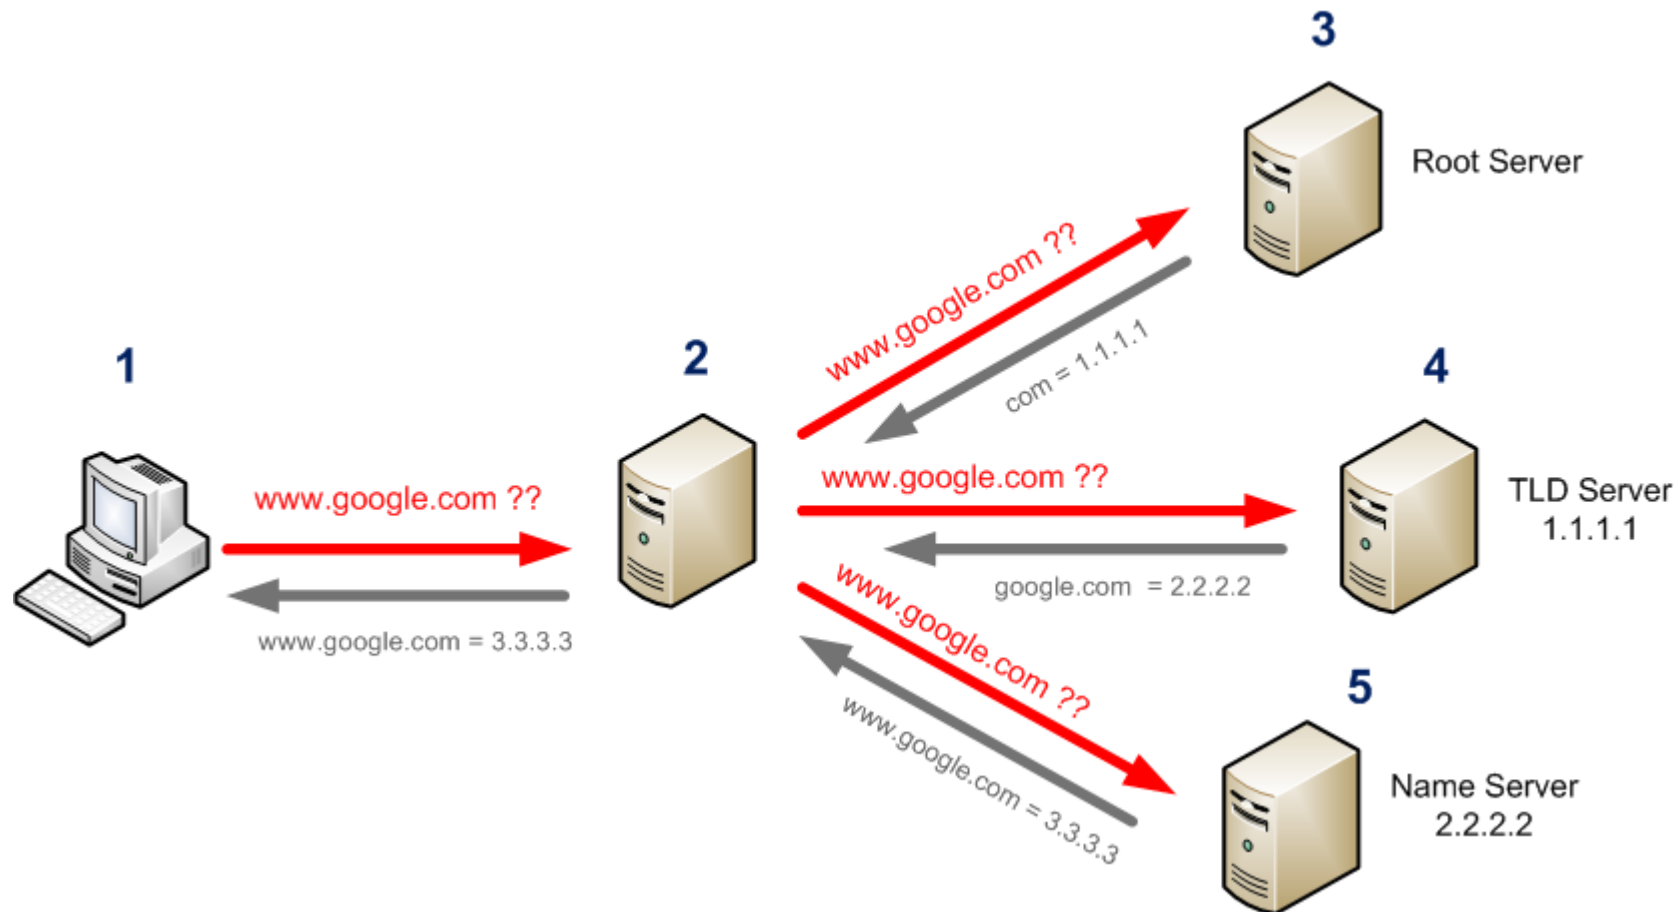 3
Root Server
www.google.com ??
com = 1.1.1.1
1
2
4
www.google.com ??
www.google.com = 3.3.3.3
www.google.com ??
google.com = 2.2.2.2
TLD Server
1.1.1.1
www.google.com ??
www.google.com = 3.3.3.3
5
Name Server
2.2.2.2